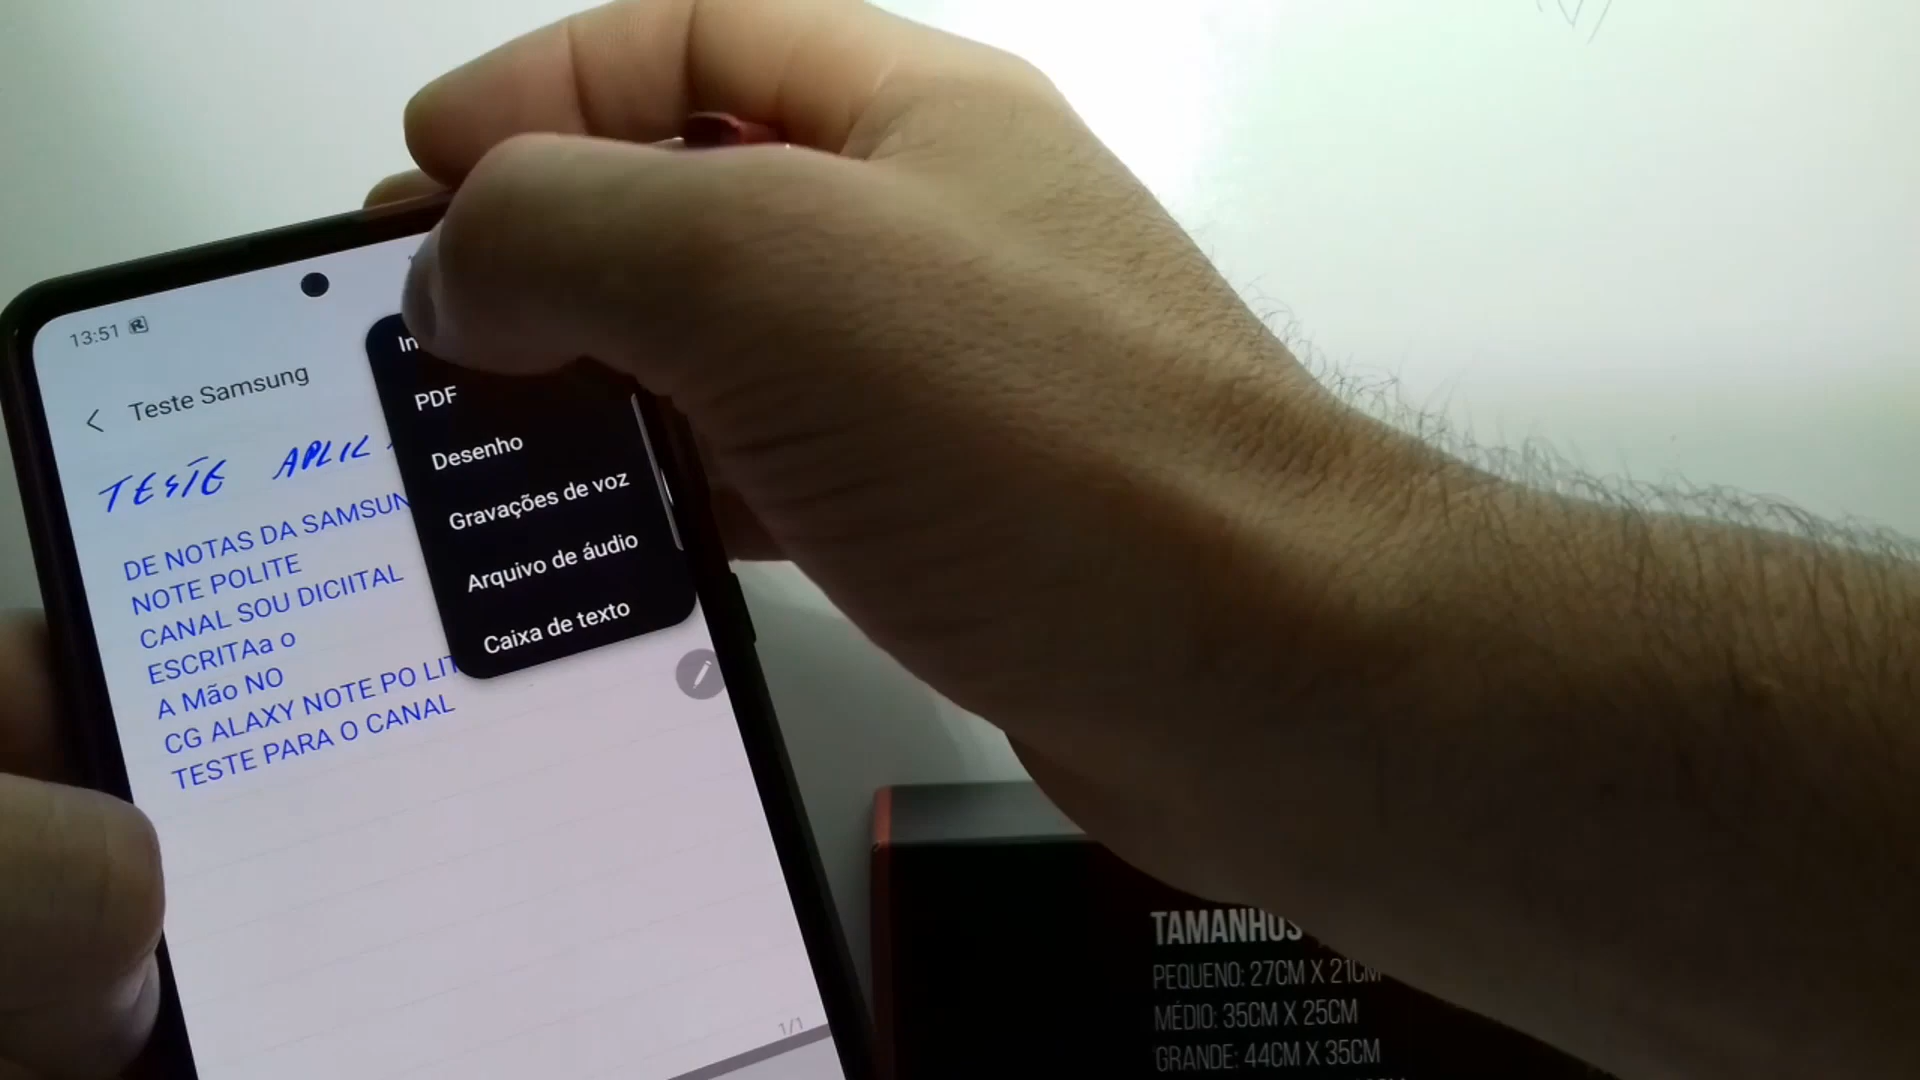 13:51
Teste Samsung
TESTE APLIC
DE NOTAS DA SAMSUN
NOTE POLITE
CANAL SOU DICIITAL
ESCRITAa o
A Mão NO
CG ALAXY NOTE PO LIT
TESTE PARA O CANAL
In
PDF
Desenho
Gravações de voz
Arquivo de áudio
Caixa de texto
1/1
TAMANHOS
PEQUENO: 27CM X 21CM
MÉDIO: 35CM X 25CM
GRANDE: 44CM X 35CM